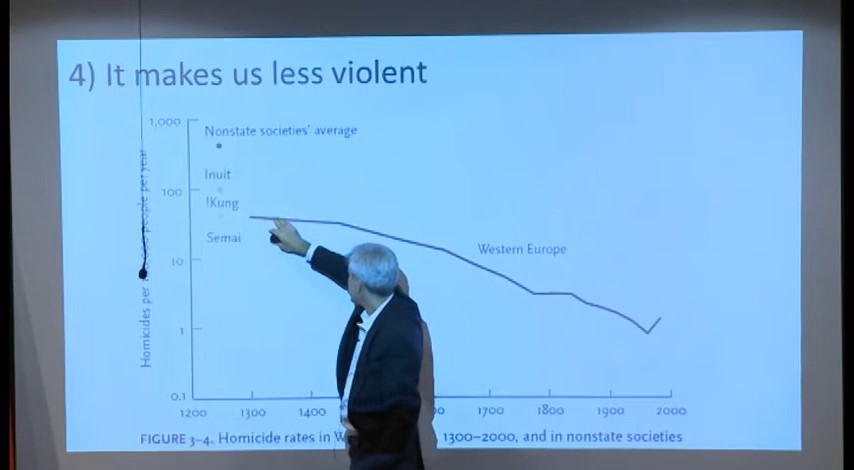 4) It makes us less violent
1,000
Nonstate societies' average
Inuit
100
!Kung
Semai
Western Europe
10
1
0.1
Homicides per people per year
1200 1300 1400 1700 1800 1900 2000
FIGURE 3–4. Homicide rates in 1300–2000, and in nonstate societies